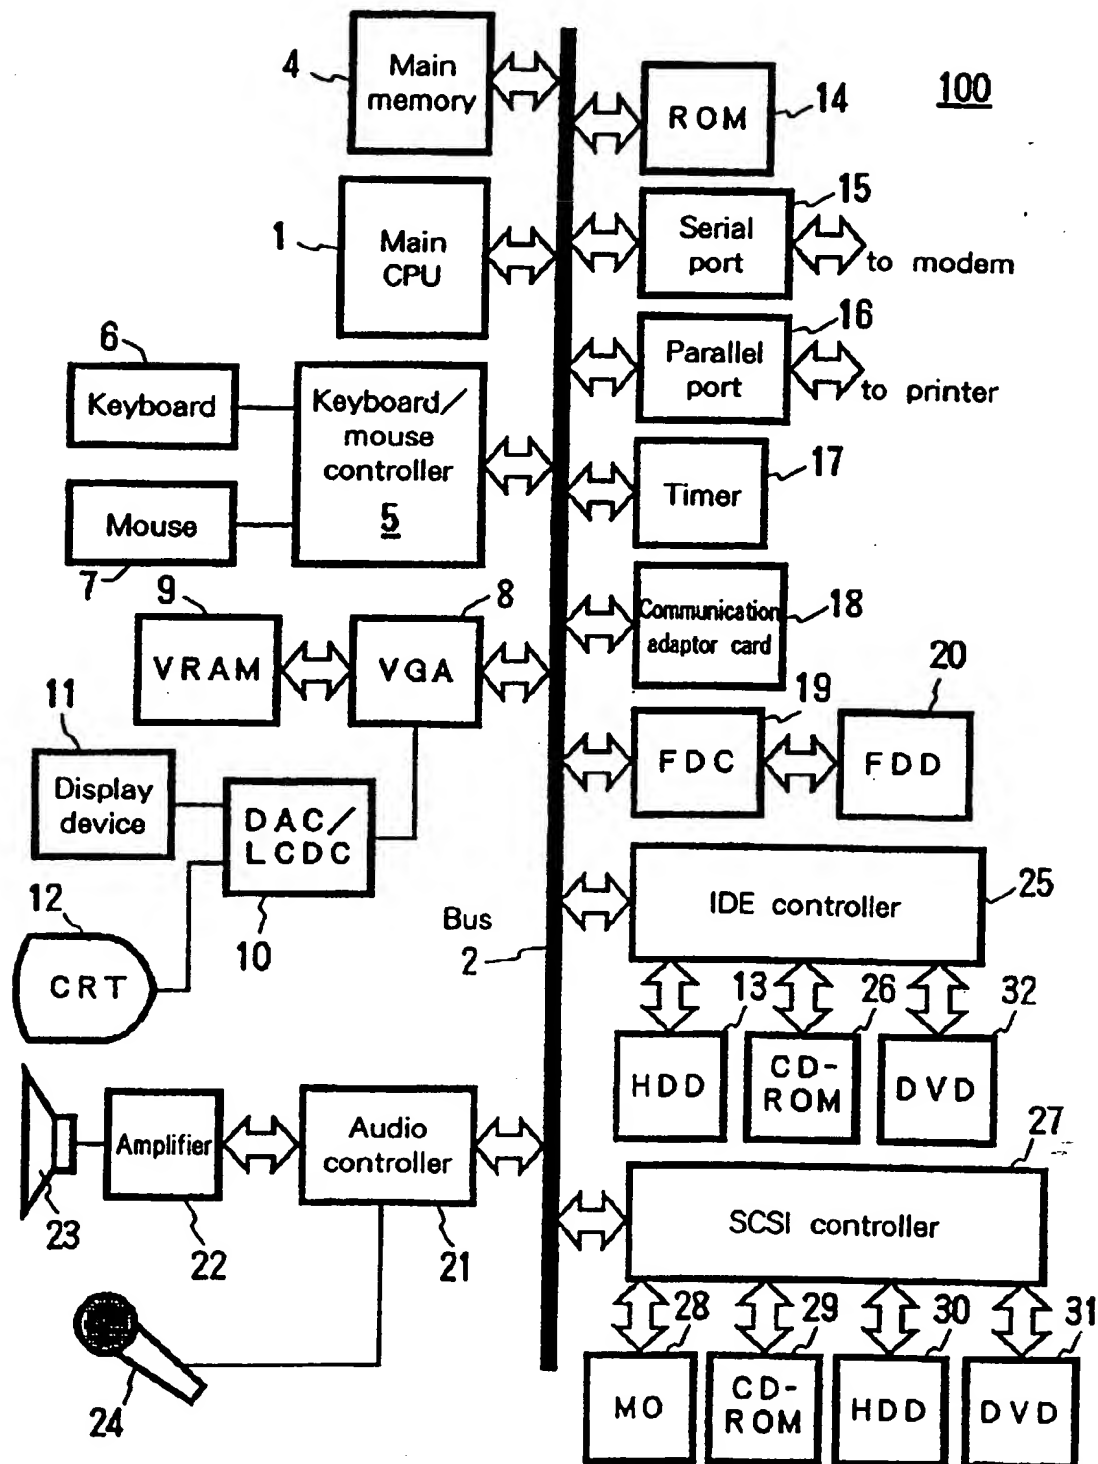 4
Main
memory
14
ROM
100
1
Main
CPU
15
Serial
port
to modem
16
Parallel
port
to printer
6
Keyboard
Keyboard/
mouse
controller
5
Mouse
7
17
Timer
18
Communication
adaptor card
9
VRAM
8
VGA
19
FDC
20
FDD
11
Display
device
DAC/
LCDC
10
12
CRT
Bus
2
25
IDE controller
13
HDD
26
CD-
ROM
32
DVD
23
Amplifier
22
Audio
controller
21
24
27
SCSI controller
28
MO
29
CD-
ROM
30
HDD
31
DVD